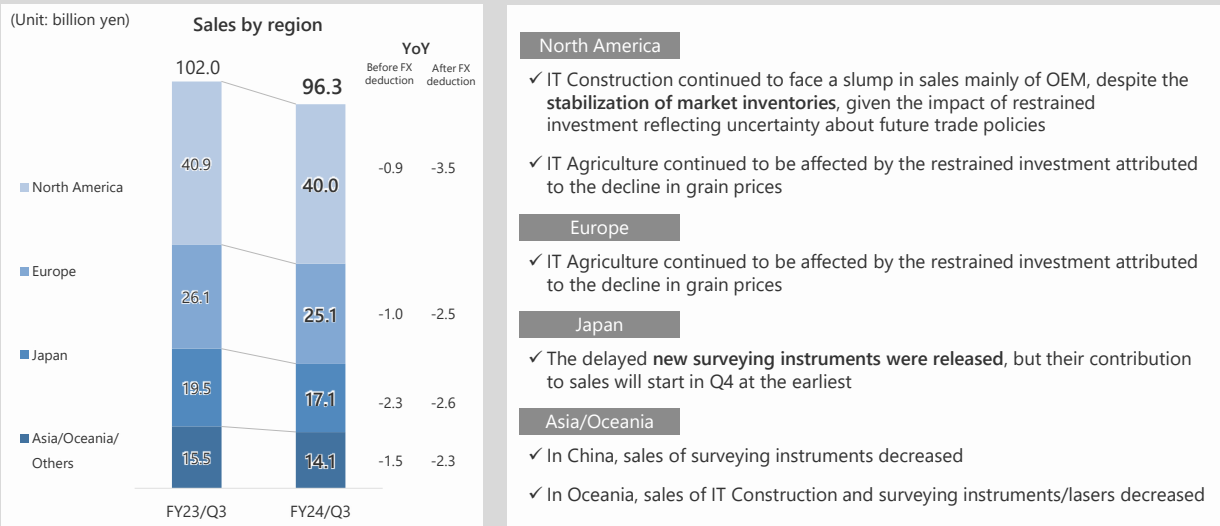 (Unit: billion yen)
Sales by region
YoY
Before FX deduction
After FX deduction
102.0
96.3
North America
40.9
40.0
-0.9
-3.5
Europe
26.1
25.1
-1.0
-2.5
Japan
19.5
17.1
-2.3
-2.6
Asia/Oceania/
Others
15.5
14.1
-1.5
-2.3
FY23/Q3
FY24/Q3
North America
✓ IT Construction continued to face a slump in sales mainly of OEM, despite the
stabilization of market inventories, given the impact of restrained
investment reflecting uncertainty about future trade policies
✓ IT Agriculture continued to be affected by the restrained investment attributed
to the decline in grain prices
Europe
✓ IT Agriculture continued to be affected by the restrained investment attributed
to the decline in grain prices
Japan
✓ The delayed new surveying instruments were released, but their contribution
to sales will start in Q4 at the earliest
Asia/Oceania
✓ In China, sales of surveying instruments decreased
✓ In Oceania, sales of IT Construction and surveying instruments/lasers decreased